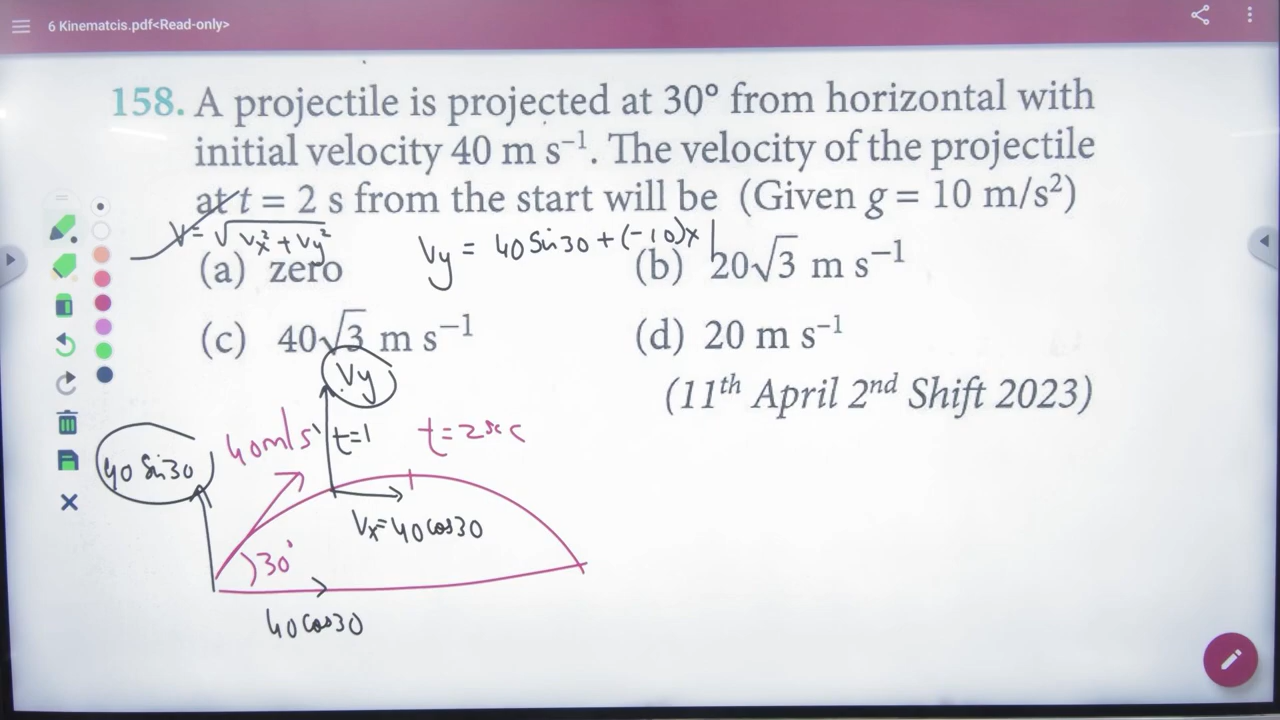 6 Kinematcis.pdf<Read-only>
158. A projectile is projected at 30° from horizontal with
initial velocity 40 m s⁻¹. The velocity of the projectile
at t = 2 s from the start will be (Given g = 10 m/s²)
V = √Vx² + Vy²
Vy = 40 Sin30 + (-10)x1
(a) zero
(b) 20√3 m s⁻¹
(c) 40√3 m s⁻¹
(d) 20 m s⁻¹
(11th April 2nd Shift 2023)
Vy
40m/s
t=1
t=2sec
40 Sin30
Vx=40cos30
30°
40cos30